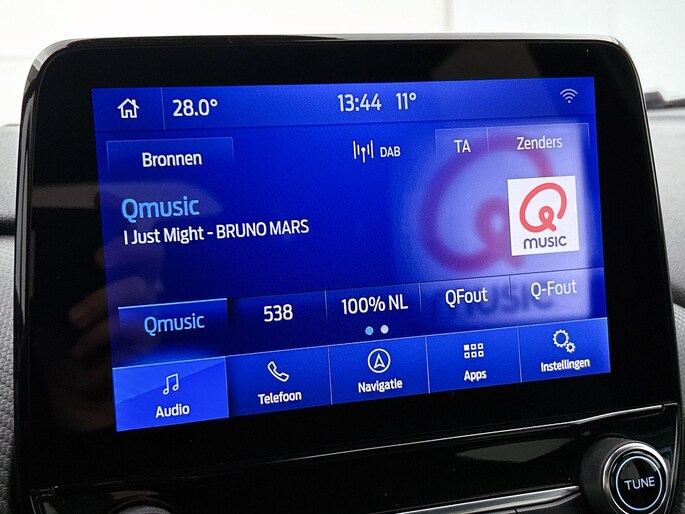 28.0° 13:44 11°
Bronnen DAB TA Zenders
Qmusic
I Just Might - BRUNO MARS
Q
MUSIC
Qmusic 538 100% NL QFout Q-Fout
Audio Telefoon Navigatie Apps Instellingen
TUNE